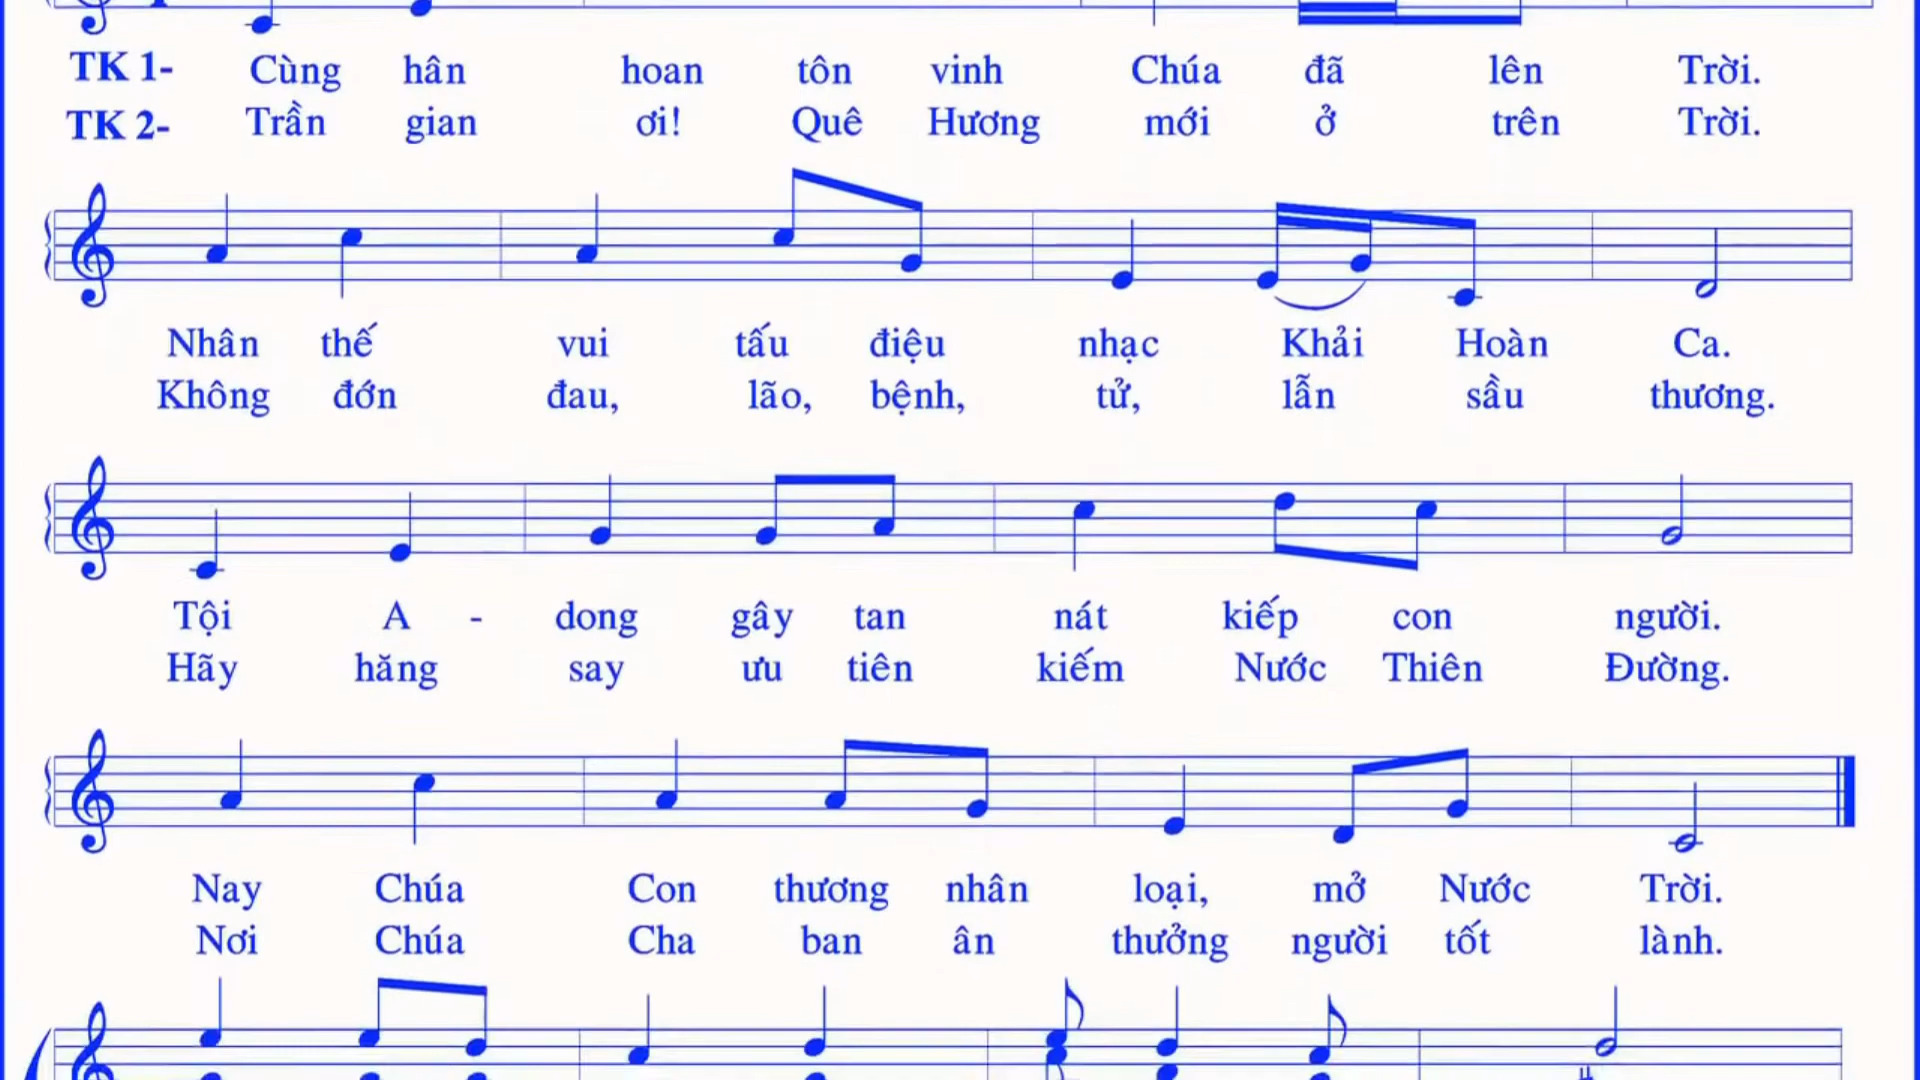 TK 1- Cùng hân hoan tôn vinh Chúa đã lên Trời.
TK 2- Trần gian ơi! Quê Hương mới ở trên Trời.
Nhân thế vui tấu điệu nhạc Khải Hoàn Ca.
Không đớn đau, lão, bệnh, tử, lẫn sầu thương.
Tội A - dong gây tan nát kiếp con người.
Hãy hăng say ưu tiên kiếm Nước Thiên Đường.
Nay Chúa Con thương nhân loại, mở Nước Trời.
Nơi Chúa Cha ban ân thưởng người tốt lành.